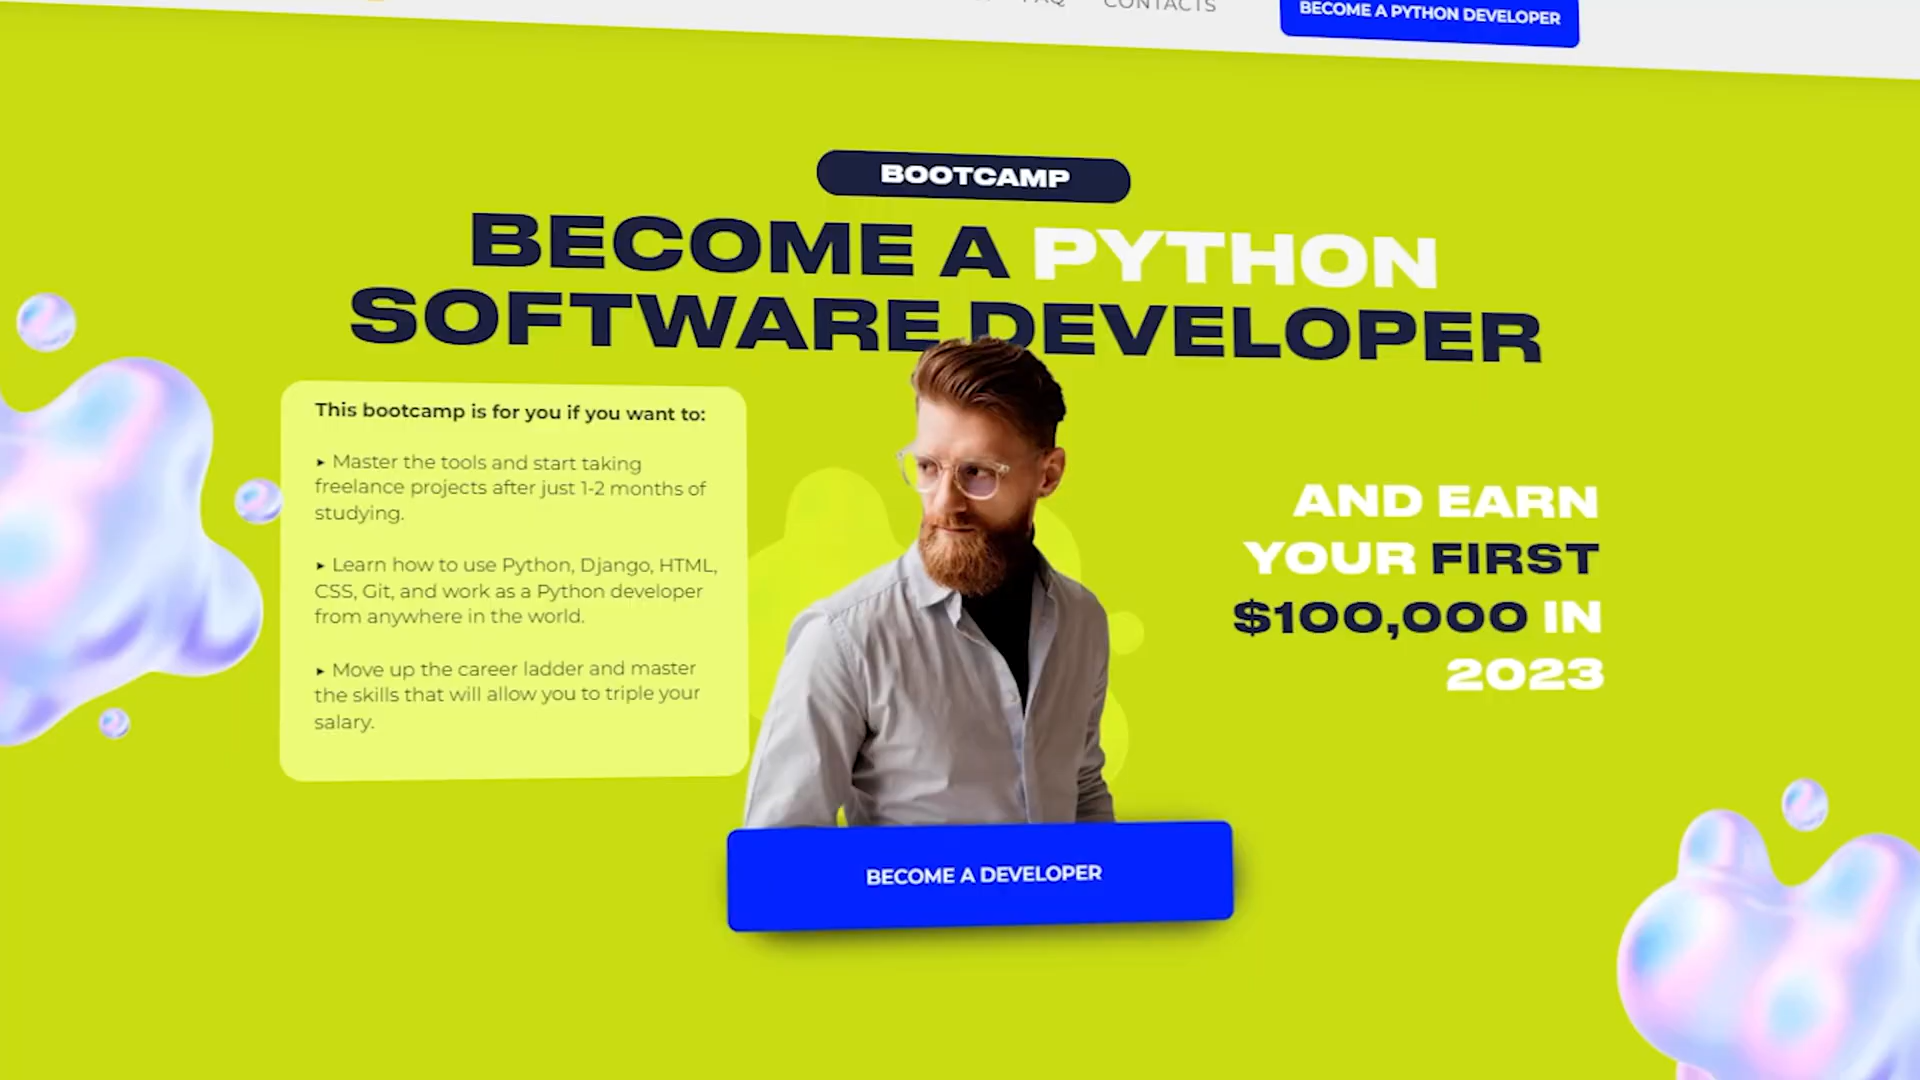 CONTACTS
BECOME A PYTHON DEVELOPER
BOOTCAMP
BECOME A PYTHON
SOFTWARE DEVELOPER
This bootcamp is for you if you want to:
▸ Master the tools and start taking
freelance projects after just 1-2 months of
studying.
▸ Learn how to use Python, Django, HTML,
CSS, Git, and work as a Python developer
from anywhere in the world.
▸ Move up the career ladder and master
the skills that will allow you to triple your
salary.
AND EARN
YOUR FIRST
$100,000 IN
2023
BECOME A DEVELOPER